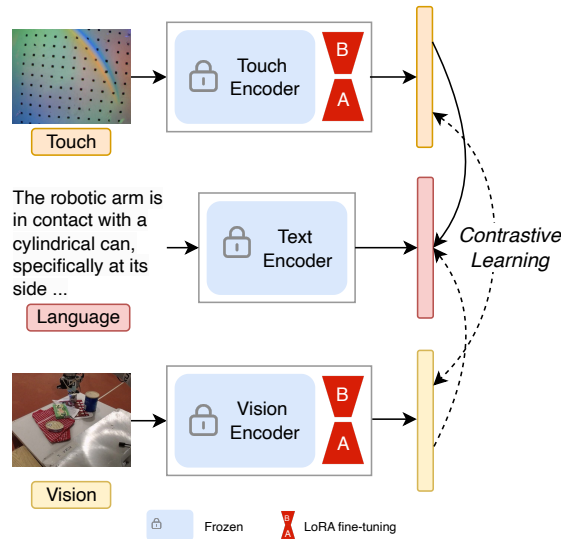 Touch
Touch
Encoder
B
A
The robotic arm is
in contact with a
cylindrical can,
specifically at its
side ...
Language
Text
Encoder
Contrastive
Learning
Vision
Vision
Encoder
B
A
Frozen
B
A
LoRA fine-tuning